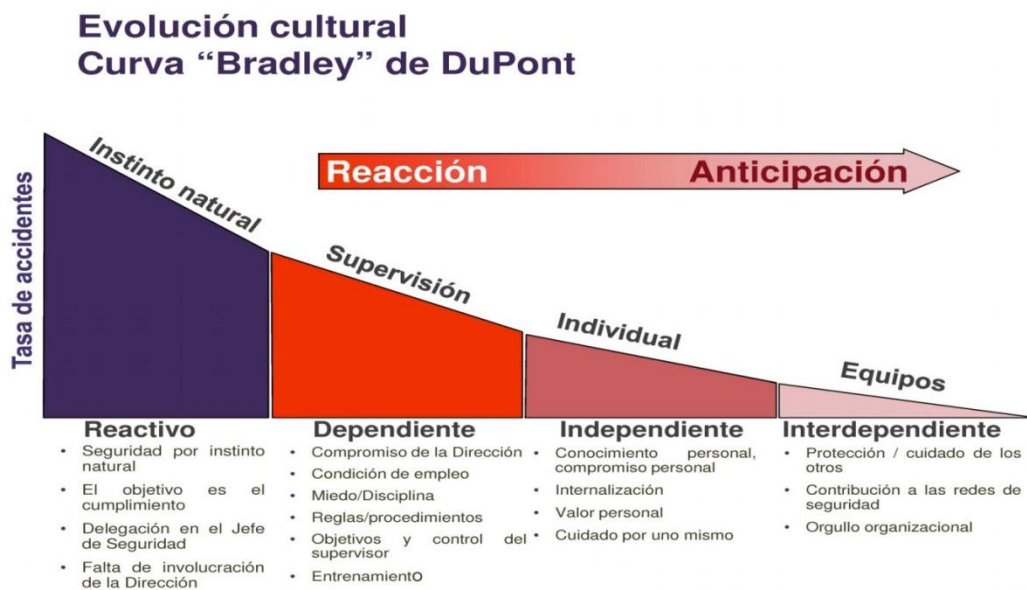 Evolución cultural
Curva “Bradley” de DuPont
Tasa de accidentes
Instinto natural
Supervisión
Individual
Equipos
Reacción
Anticipación
Reactivo
• Seguridad por instinto
natural
• El objetivo es el
cumplimiento
• Delegación en el Jefe
de Seguridad
• Falta de involucración
de la Dirección
Dependiente
• Compromiso de la Dirección
• Condición de empleo
• Miedo/Disciplina
• Reglas/procedimientos
• Objetivos y control del
supervisor
• Entrenamiento
Independiente
• Conocimiento personal,
compromiso personal
• Internalización
• Valor personal
• Cuidado por uno mismo
Interdependiente
• Protección / cuidado de los
otros
• Contribución a las redes de
seguridad
• Orgullo organizacional